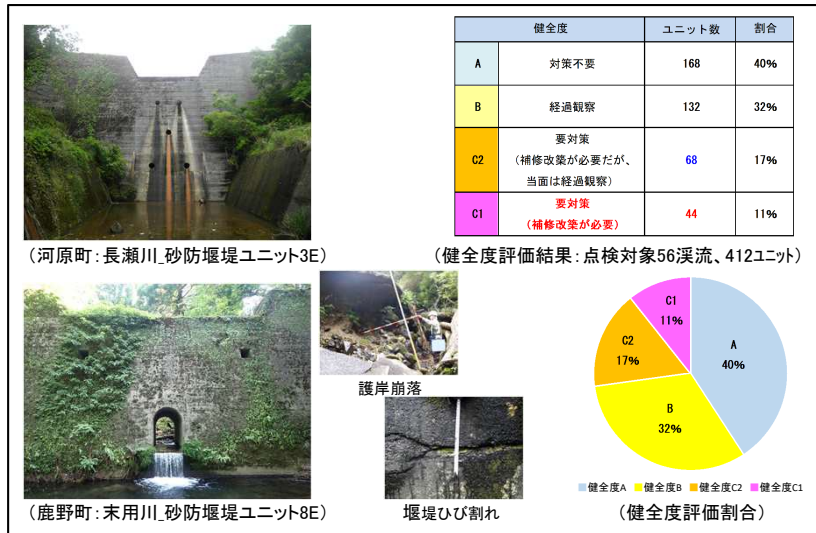 健全度 ユニット数 割合
A 対策不要 168 40%
B 経過観察 132 32%
C2 要対策
(補修改築が必要だが、
当面は経過観察) 68 17%
C1 要対策
(補修改築が必要) 44 11%
(河原町:長瀬川_砂防堰堤ユニット3E)
(健全度評価結果:点検対象56渓流、412ユニット)
護岸崩落
堰堤ひび割れ
(鹿野町:末用川_砂防堰堤ユニット8E)
C1
11%
A
40%
C2
17%
B
32%
健全度A 健全度B 健全度C2 健全度C1
(健全度評価割合)